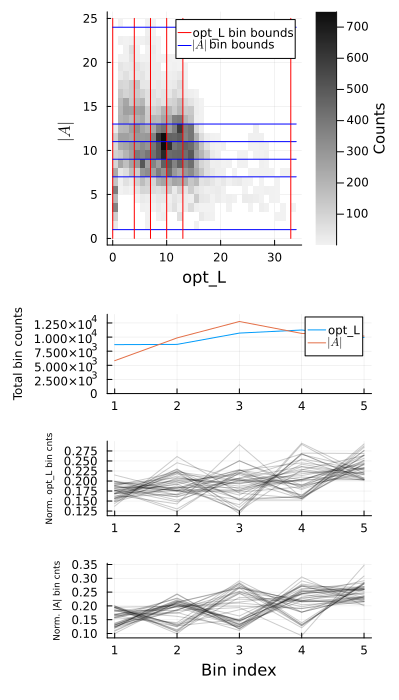 opt_L bin bounds
|A| bin bounds
25
20
15
10
5
0
|A|
0 10 20 30
opt_L
700
600
500
400
300
200
100
Counts
Total bin counts
1.250×10⁴
1.000×10⁴
7.500×10³
5.000×10³
2.500×10³
0
opt_L
|A|
1 2 3 4 5
Norm. opt_L bin cnts
0.275
0.250
0.225
0.200
0.175
0.150
0.125
1 2 3 4 5
Norm. |A| bin cnts
0.35
0.30
0.25
0.20
0.15
0.10
1 2 3 4 5
Bin index